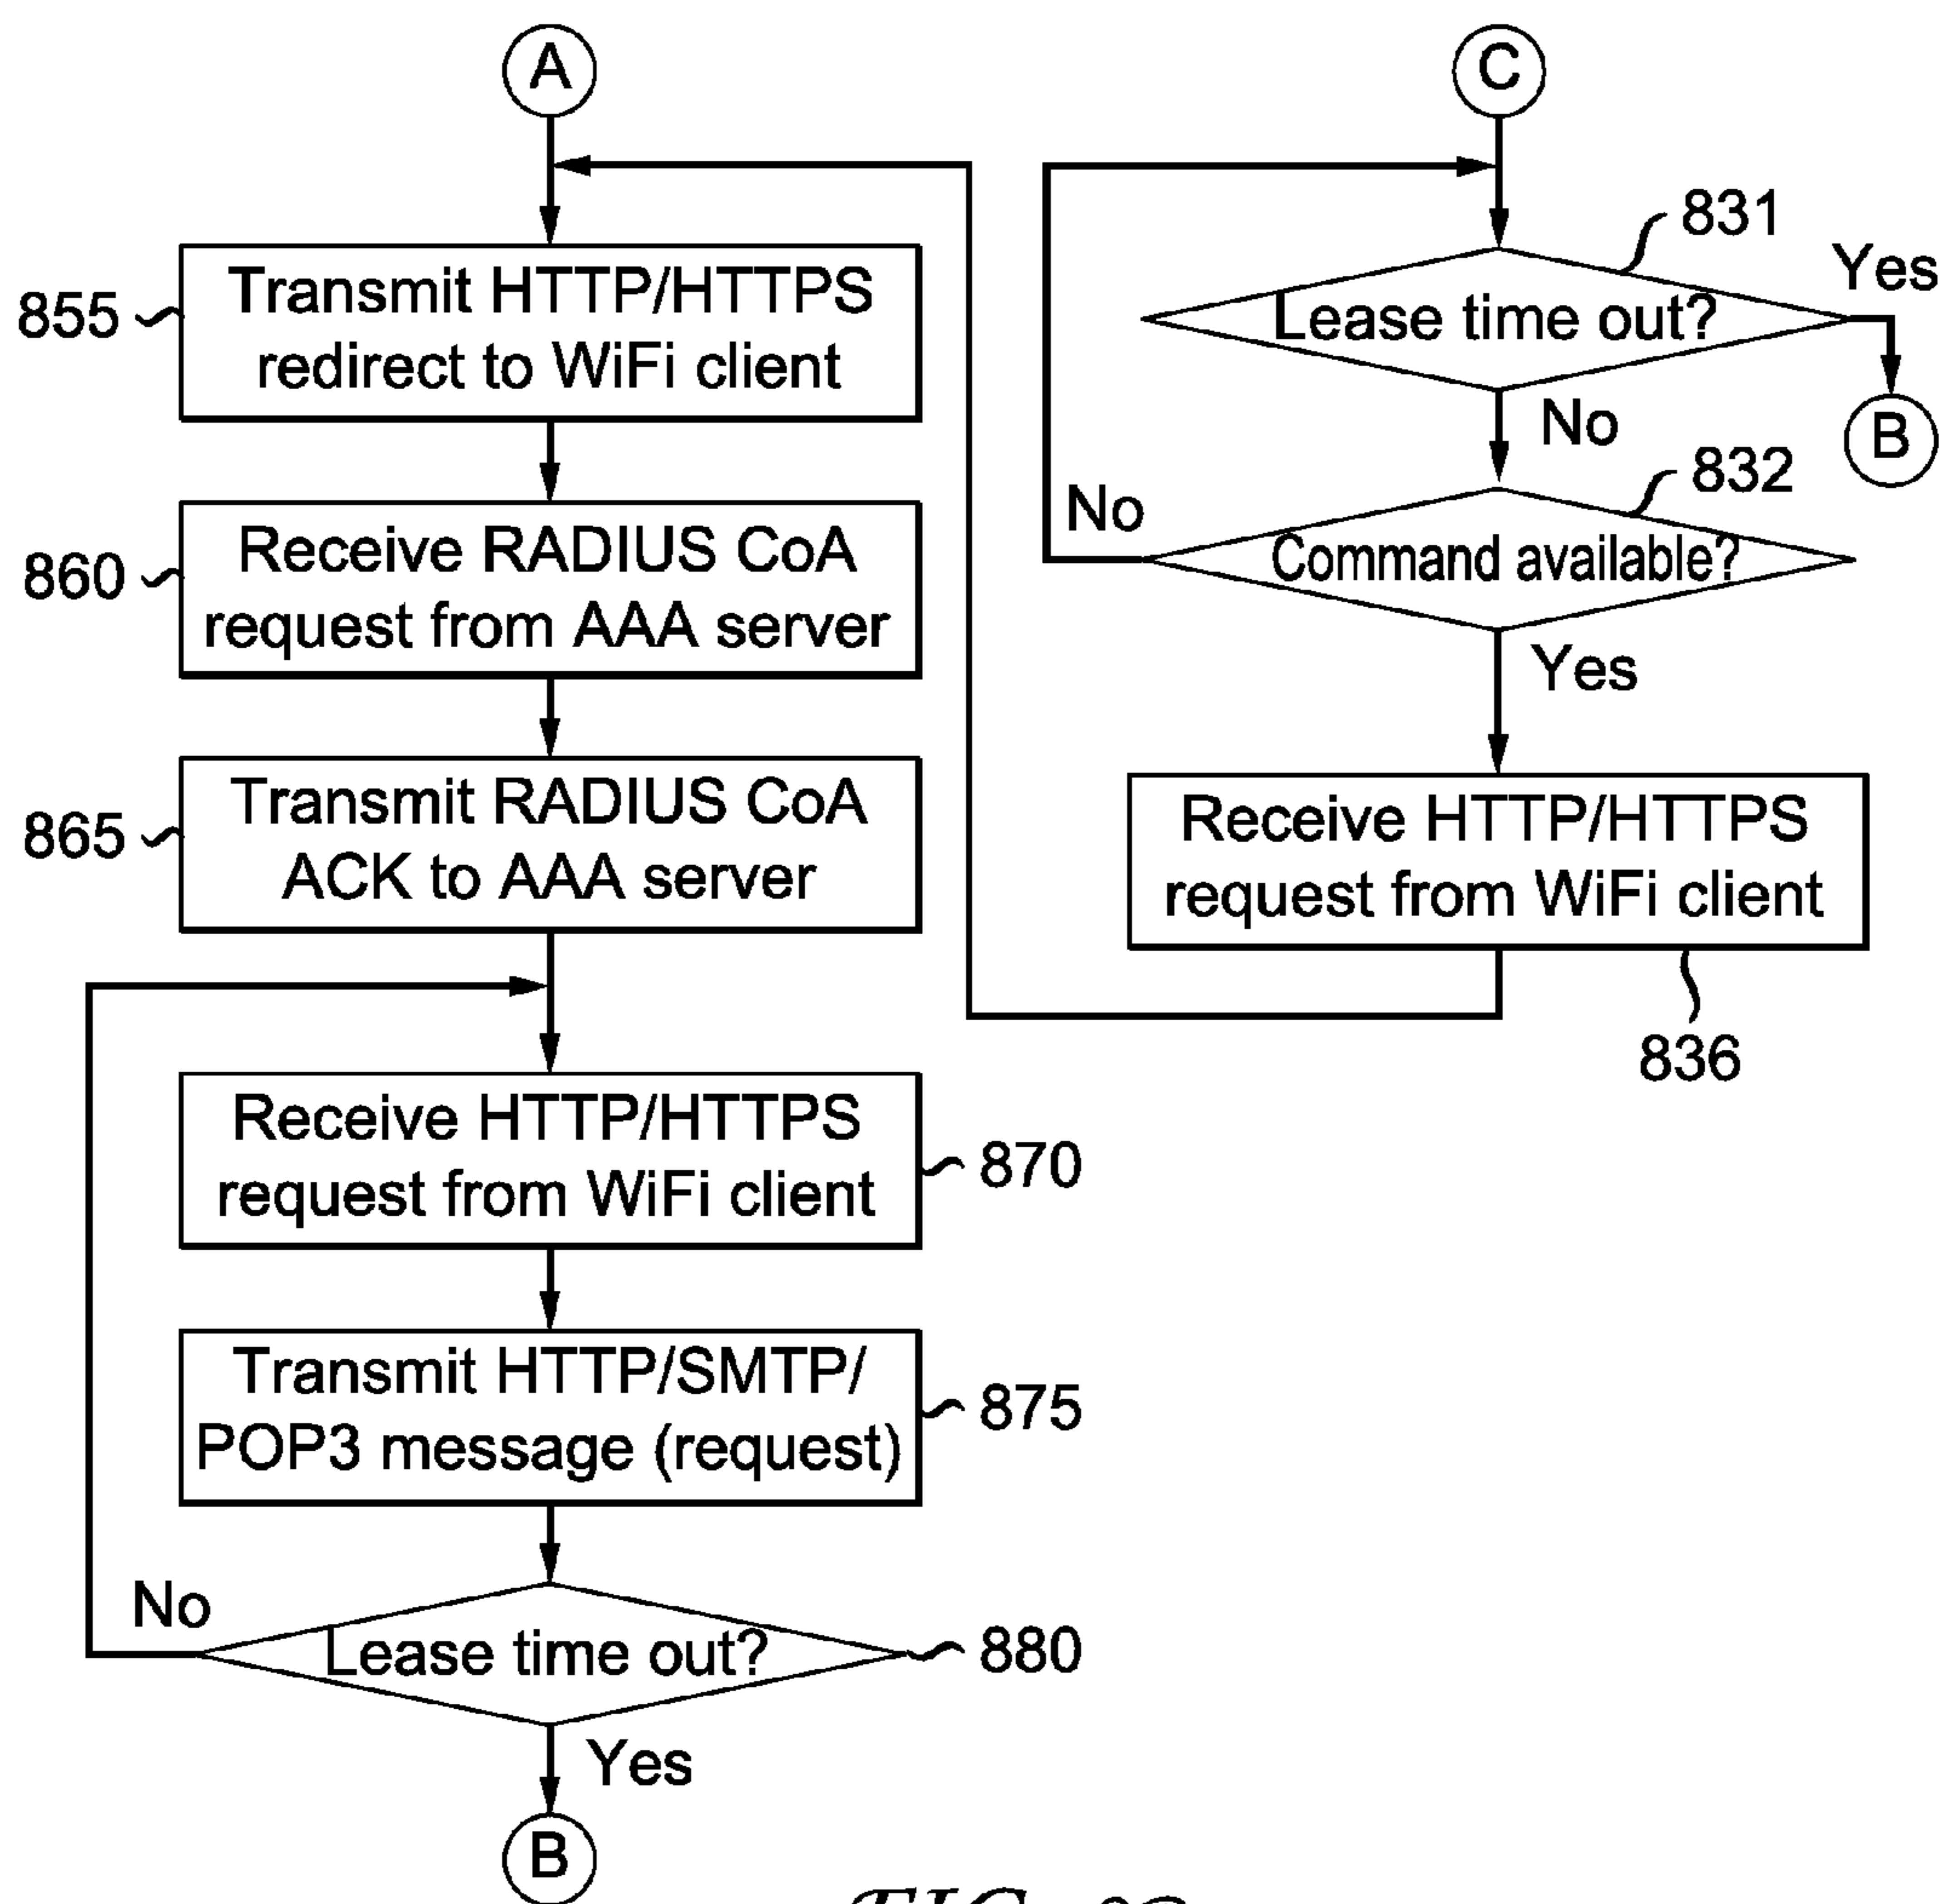 A
855
Transmit HTTP/HTTPS
redirect to WiFi client
860
Receive RADIUS CoA
request from AAA server
865
Transmit RADIUS CoA
ACK to AAA server
Receive HTTP/HTTPS
request from WiFi client
870
Transmit HTTP/SMTP/
POP3 message (request)
875
No
Lease time out?
880
Yes
B
C
831
Lease time out?
Yes
B
No
832
No
Command available?
Yes
Receive HTTP/HTTPS
request from WiFi client
836